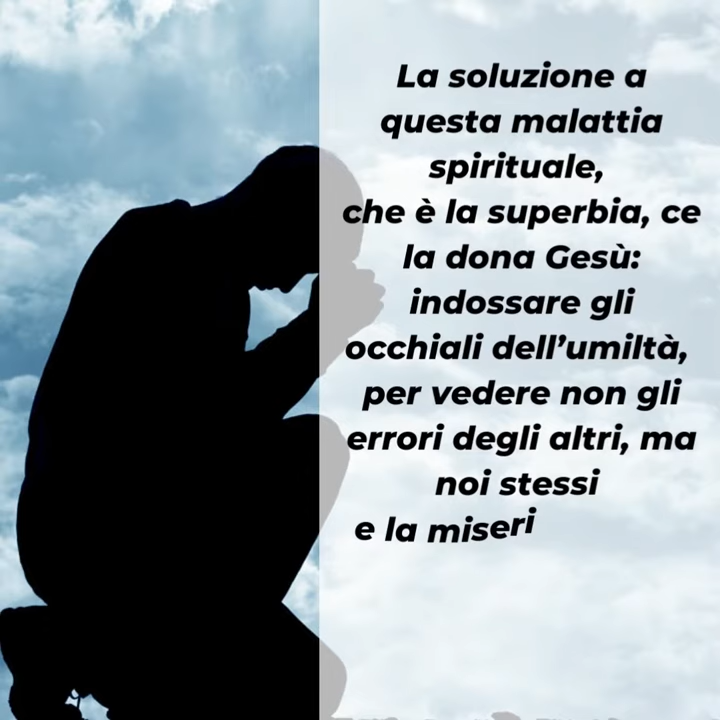 La soluzione a
questa malattia
spirituale,
che è la superbia, ce
la dona Gesù:
indossare gli
occhiali dell’umiltà,
per vedere non gli
errori degli altri, ma
noi stessi
e la miseri